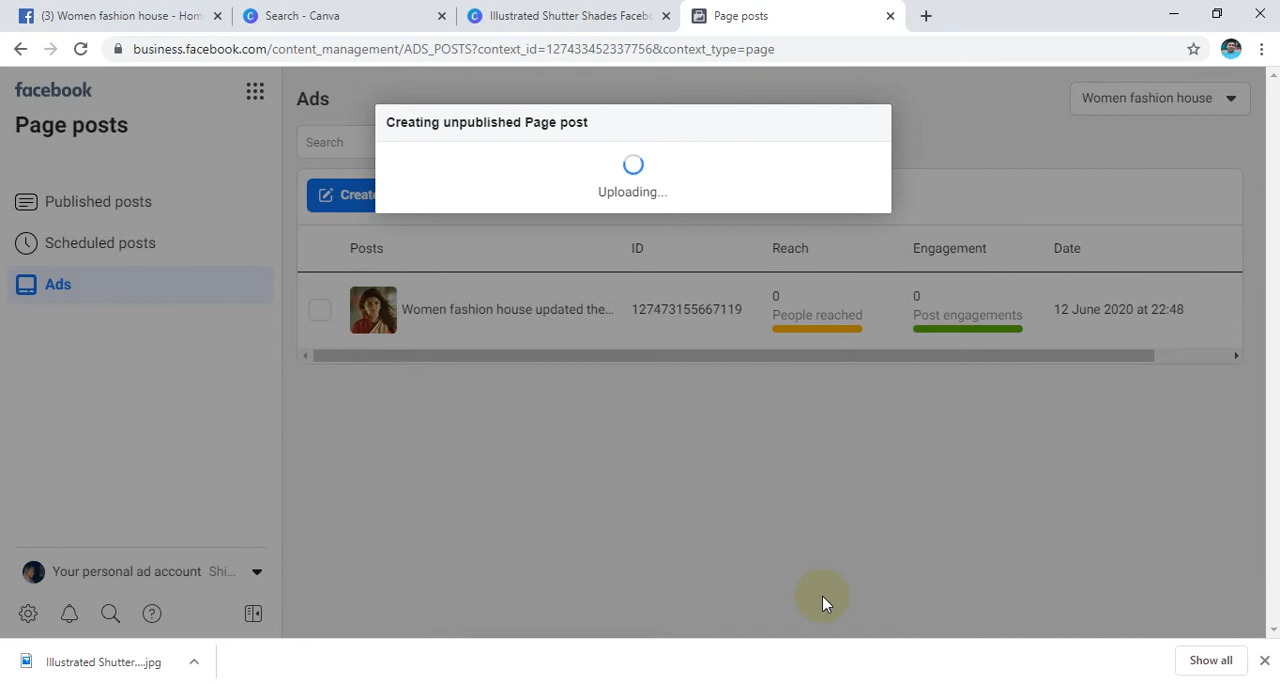 (3) Women fashion house - Hom
Search - Canva
Illustrated Shutter Shades Facebo
Page posts
business.facebook.com/content_management/ADS_POSTS?context_id=127433452337756&context_type=page
facebook
Page posts
Published posts
Scheduled posts
Ads
Your personal ad account Shi...
Ads
Women fashion house
Search
Create
Creating unpublished Page post
Uploading...
Posts ID Reach Engagement Date
Women fashion house updated the... 127473155667119 0 People reached 0 Post engagements 12 June 2020 at 22:48
Illustrated Shutter....jpg
Show all